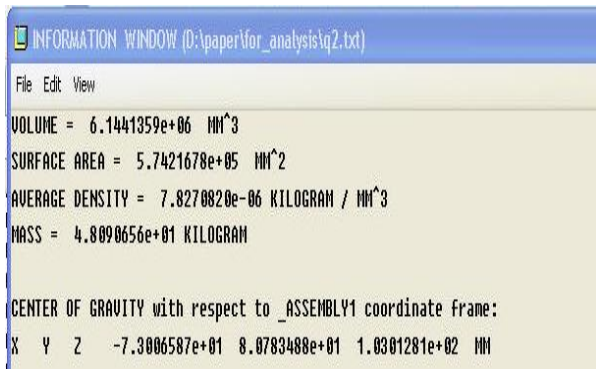 INFORMATION WINDOW (D:\paper\for_analysis\q2.txt)
File Edit View
VOLUME = 6.1441359e+06 MM^3
SURFACE AREA = 5.7421678e+05 MM^2
AVERAGE DENSITY = 7.8270820e-06 KILOGRAM / MM^3
MASS = 4.8090656e+01 KILOGRAM
CENTER OF GRAVITY with respect to _ASSEMBLY1 coordinate frame:
X Y Z -7.3006587e+01 8.0783488e+01 1.0301281e+02 MM